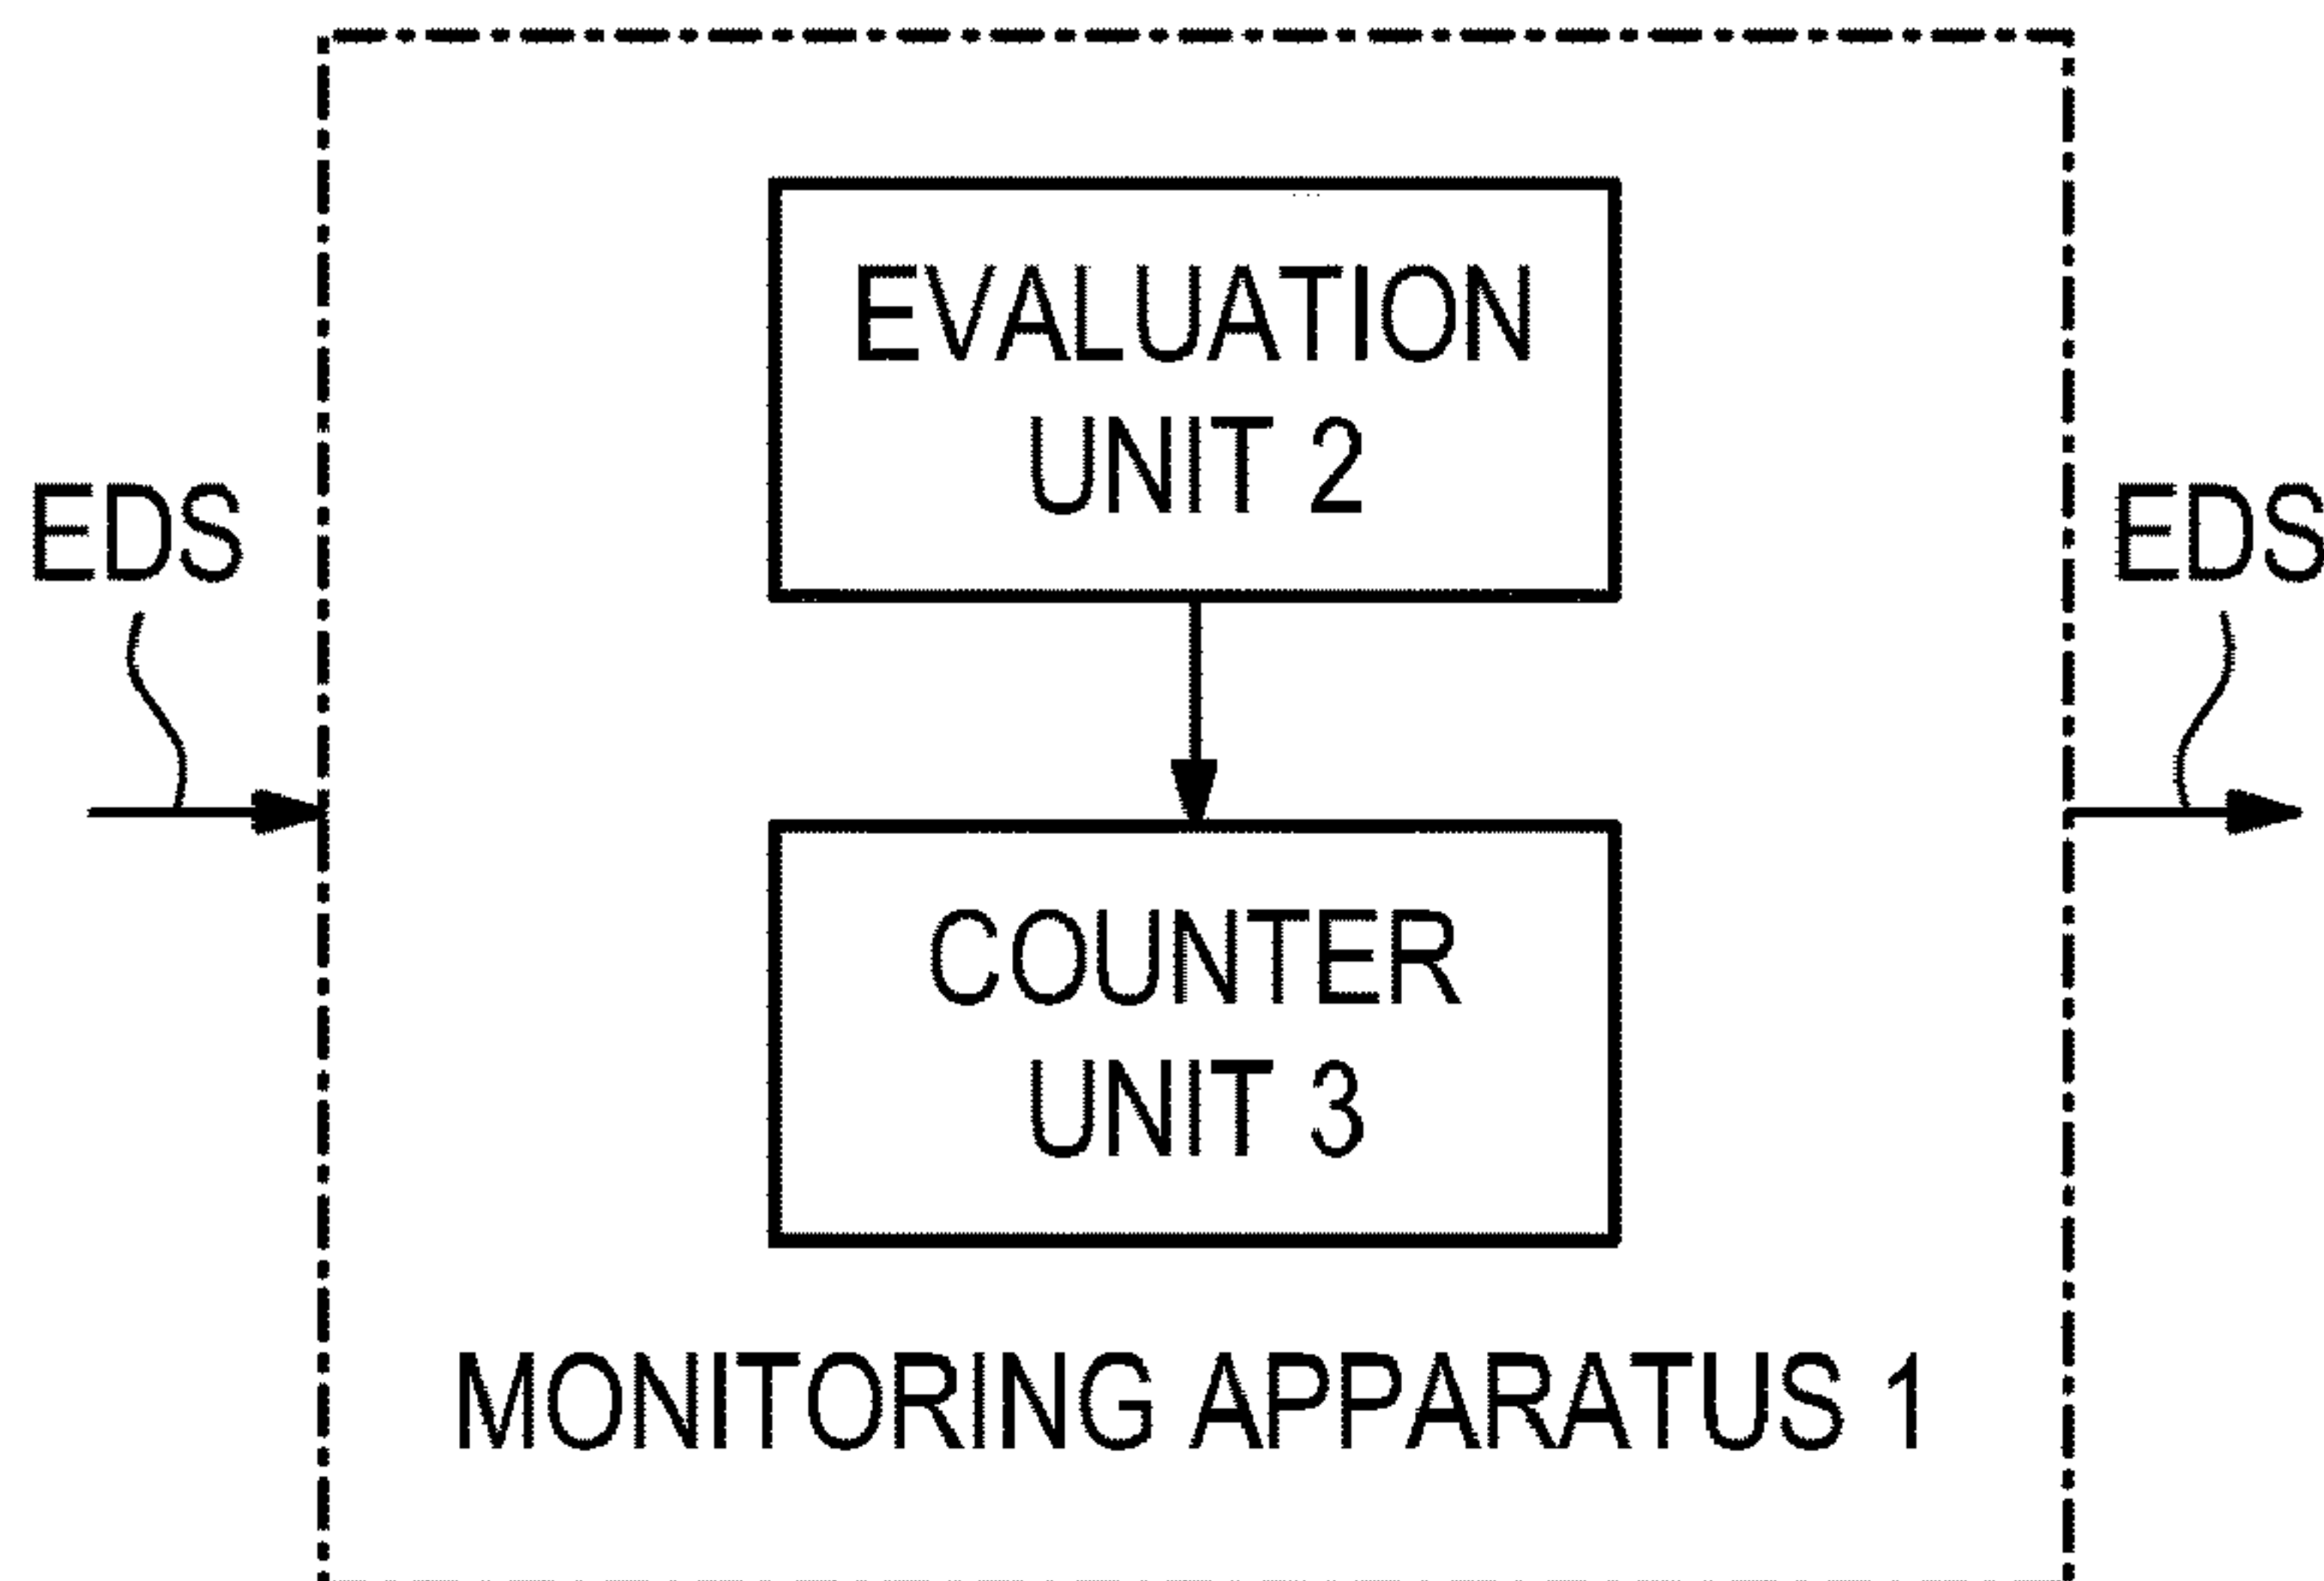 EVALUATION
UNIT 2
EDS
EDS
COUNTER
UNIT 3
MONITORING APPARATUS 1